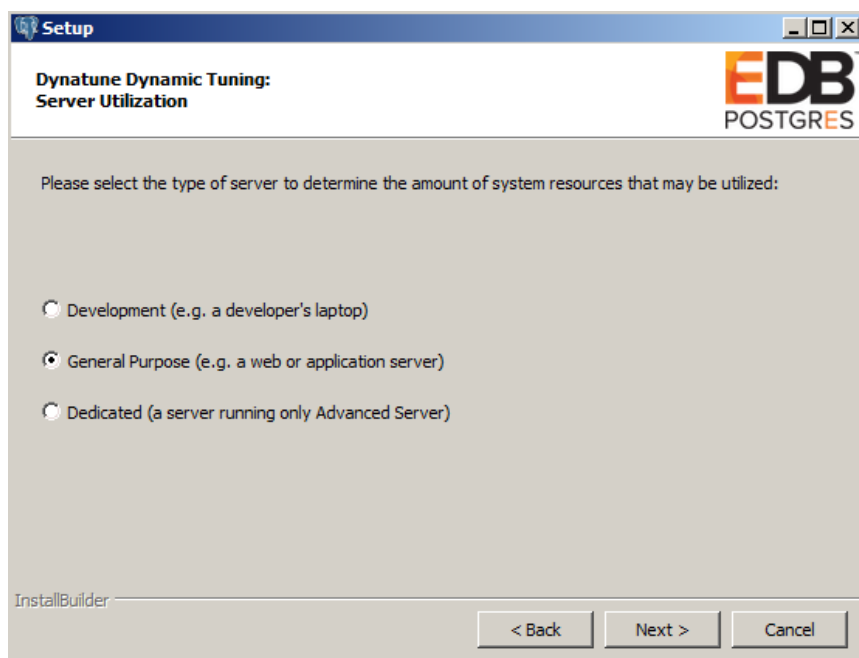 Setup
Dynatune Dynamic Tuning:
Server Utilization
EDB
POSTGRES
Please select the type of server to determine the amount of system resources that may be utilized:
Development (e.g. a developer's laptop)
General Purpose (e.g. a web or application server)
Dedicated (a server running only Advanced Server)
InstallBuilder
< Back
Next >
Cancel